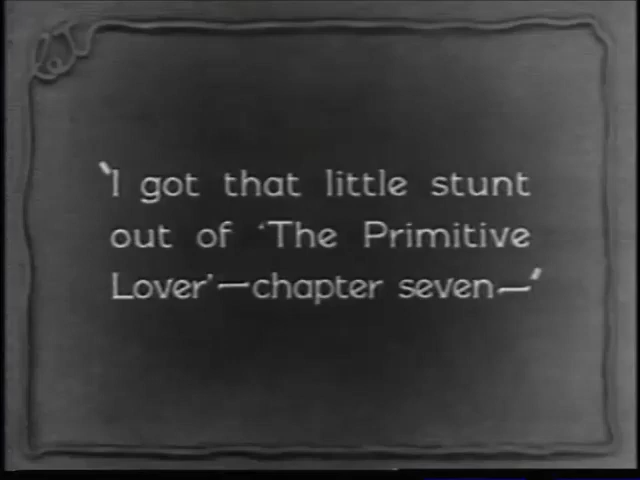 "I got that little stunt
out of 'The Primitive
Lover'—chapter seven—"